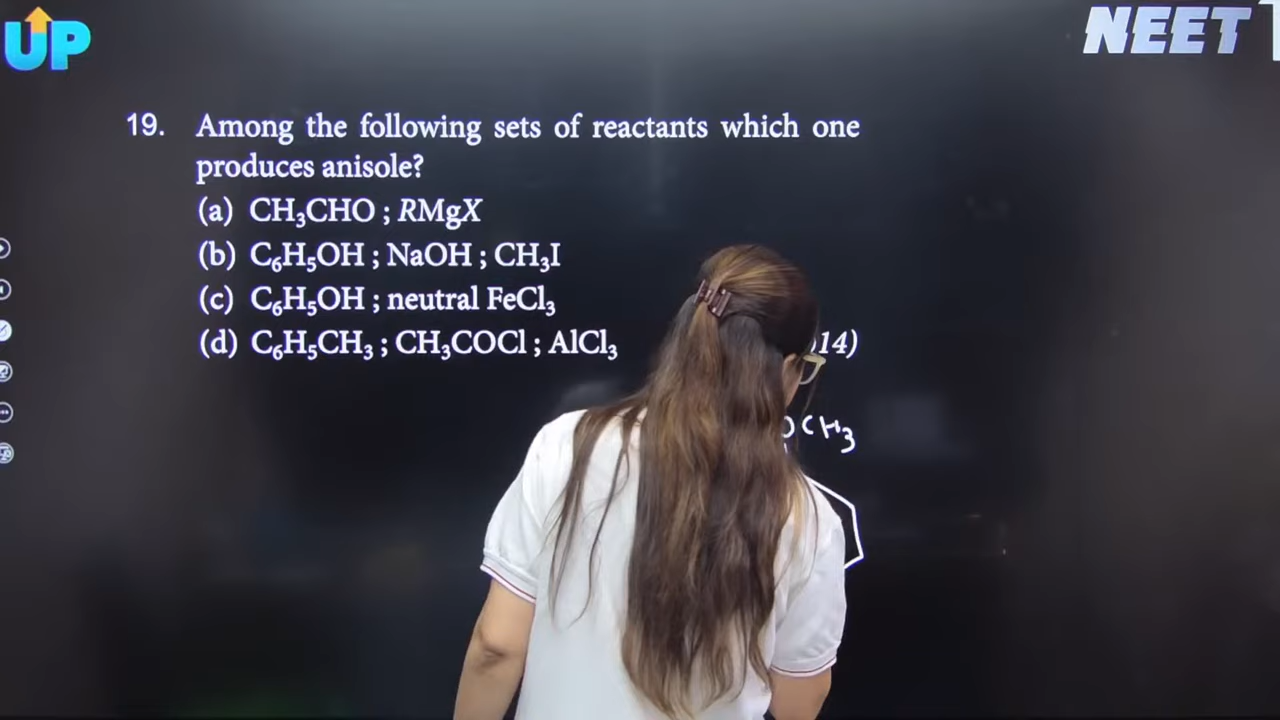 UP
NEET
19. Among the following sets of reactants which one
produces anisole?
(a) CH₃CHO ; RMgX
(b) C₆H₅OH ; NaOH ; CH₃I
(c) C₆H₅OH ; neutral FeCl₃
(d) C₆H₅CH₃ ; CH₃COCl ; AlCl₃ 14)
OCH₃